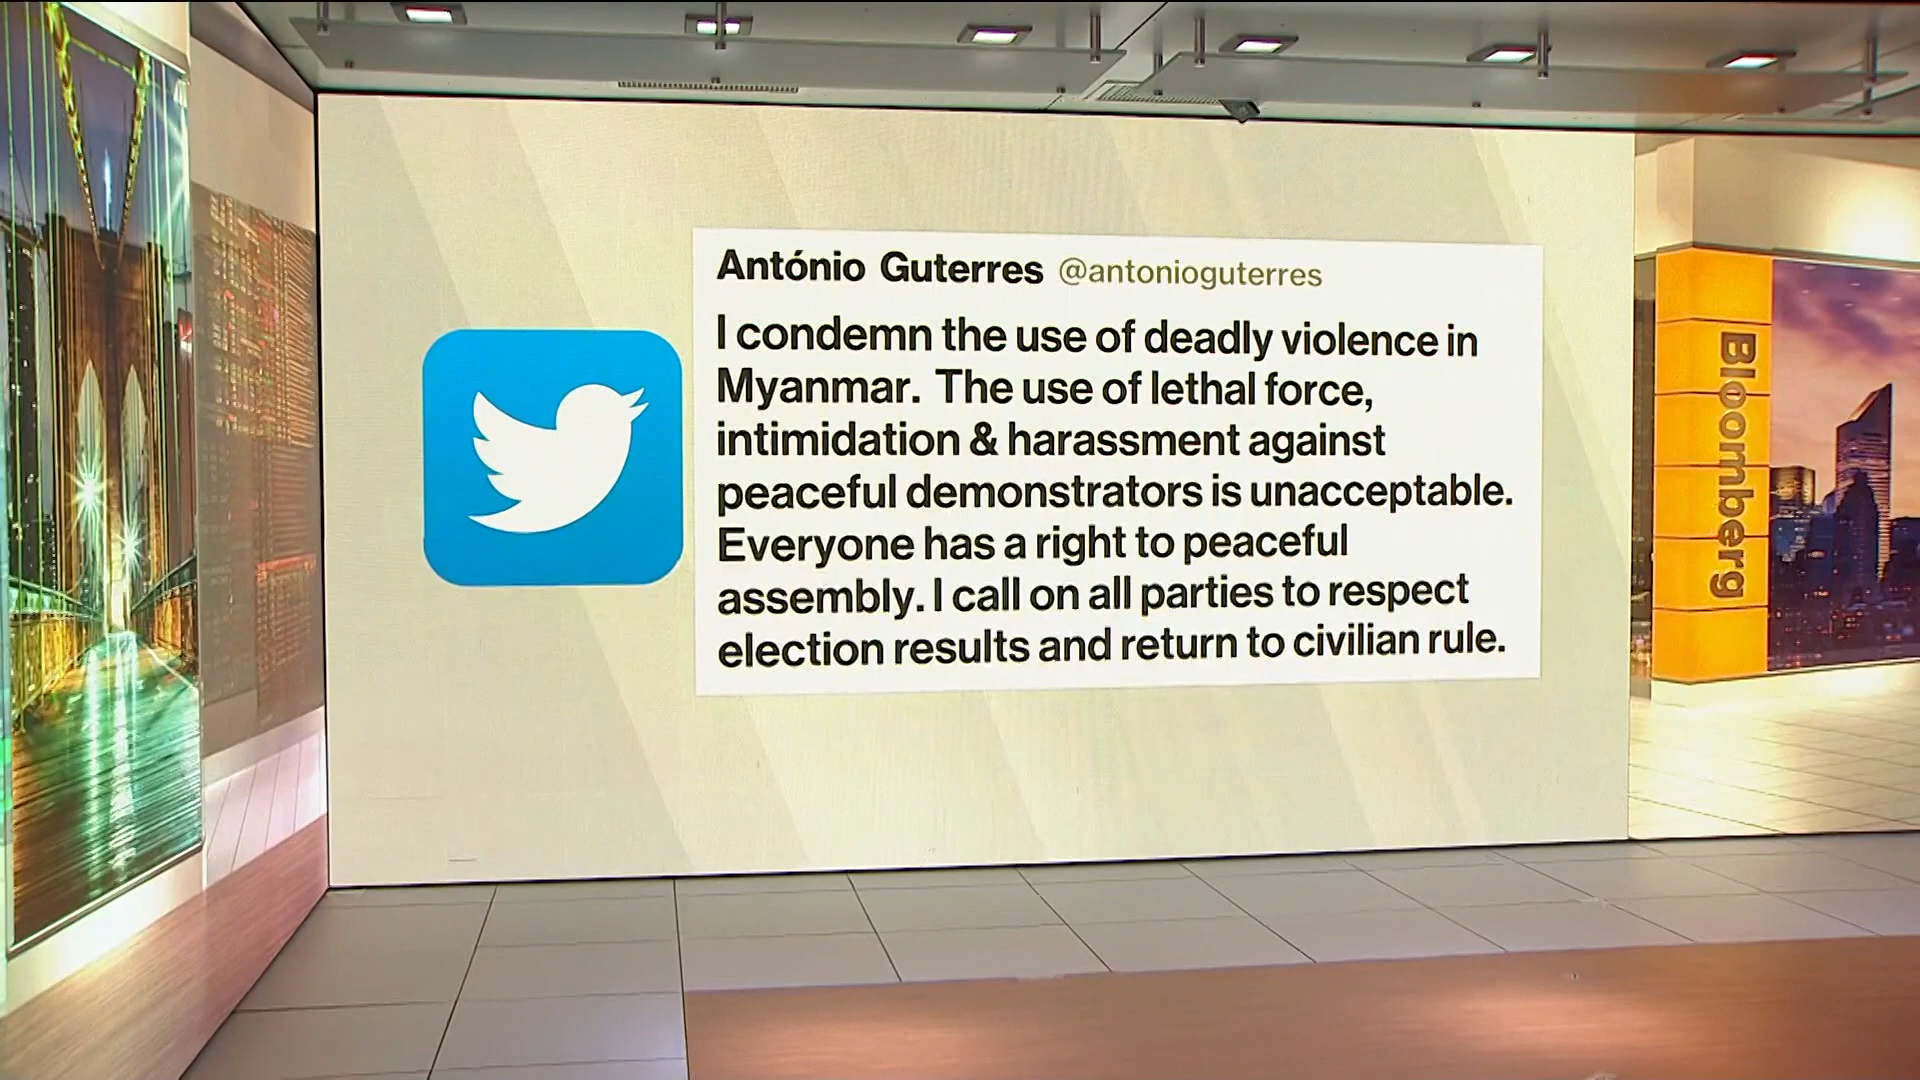 António Guterres @antonioguterres
I condemn the use of deadly violence in
Myanmar. The use of lethal force,
intimidation & harassment against
peaceful demonstrators is unacceptable.
Everyone has a right to peaceful
assembly. I call on all parties to respect
election results and return to civilian rule.
Bloomberg